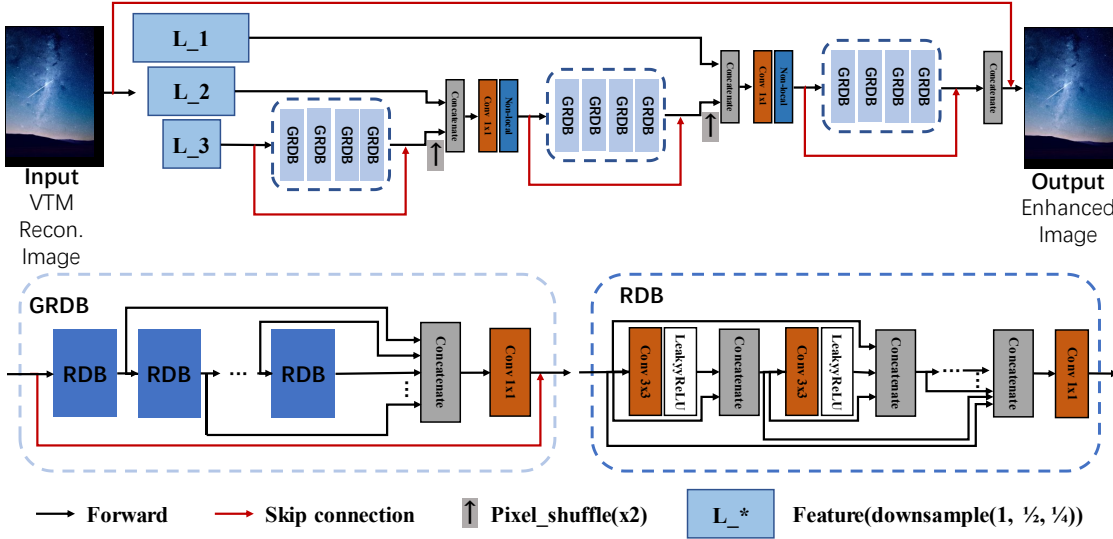 L_1
L_2
L_3
GRDB
GRDB
GRDB
GRDB
Concatenate
Conv 1x1
Non-local
GRDB
GRDB
GRDB
GRDB
Concatenate
Conv 1x1
Non-local
GRDB
GRDB
GRDB
GRDB
Concatenate
Input
VTM
Recon.
Image
Output
Enhanced
Image
GRDB
RDB
RDB
...
RDB
...
Concatenate
Conv 1x1
RDB
Conv 3x3
LeakyyReLU
Concatenate
Conv 3x3
LeakyyReLU
Concatenate
......
...
Concatenate
Conv 1x1
Forward
Skip connection
Pixel_shuffle(x2)
L_*
Feature(downsample(1, ½, ¼))